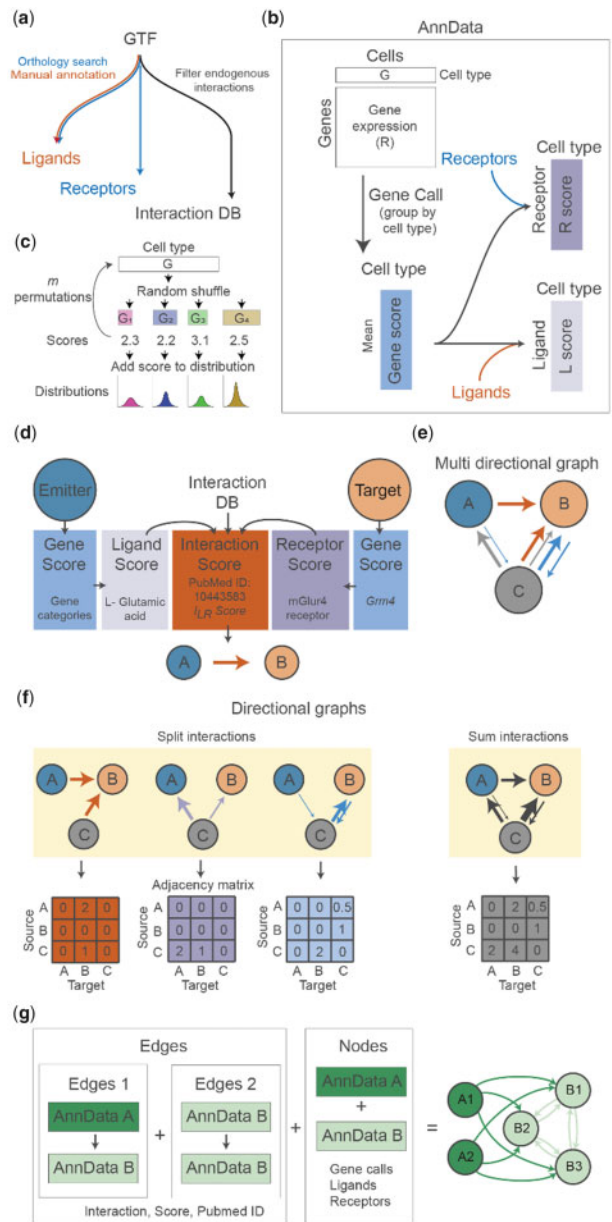 (a)
GTF
Orthology search
Manual annotation
Filter endogenous
interactions
Ligands
Receptors
Interaction DB
(b)
AnnData
Cells
G
Cell type
Genes
Gene
expression
(R)
Receptors
Gene Call
(group by
cell type)
Cell type
Receptor
R score
Cell type
Mean
Gene score
Cell type
Ligand
L score
Ligands
(c)
Cell type
G
m
permutations
Random shuffle
G₁ G₂ G₃ G₄
Scores 2.3 2.2 3.1 2.5
Add score to distribution
Distributions
(d)
Emitter
Interaction
DB
Target
Gene
Score
Gene
categories
Ligand
Score
L- Glutamic
acid
Interaction
Score
PubMed ID:
10443583
I_LR Score
Receptor
Score
mGlur4
receptor
Gene
Score
Grm4
A B
(e)
Multi directional graph
A B
C
(f)
Directional graphs
Split interactions
Sum interactions
A B
C
A B
C
A B
C
A B
C
Adjacency matrix
Source
A 0 2 0
B 0 0 0
C 0 1 0
A B C
Target
0 0 0
0 0 0
2 1 0
A B C
Target
Source
A 0 0 0.5
B 0 0 1
C 0 2 0
A B C
Target
Source
A 0 2 0.5
B 0 0 1
C 2 4 0
A B C
Target
(g)
Edges
Edges 1
AnnData A
AnnData B
+
Edges 2
AnnData B
AnnData B
Interaction, Score, Pubmed ID
+
Nodes
AnnData A
+
AnnData B
Gene calls
Ligands
Receptors
=
A1
A2
B1
B2
B3